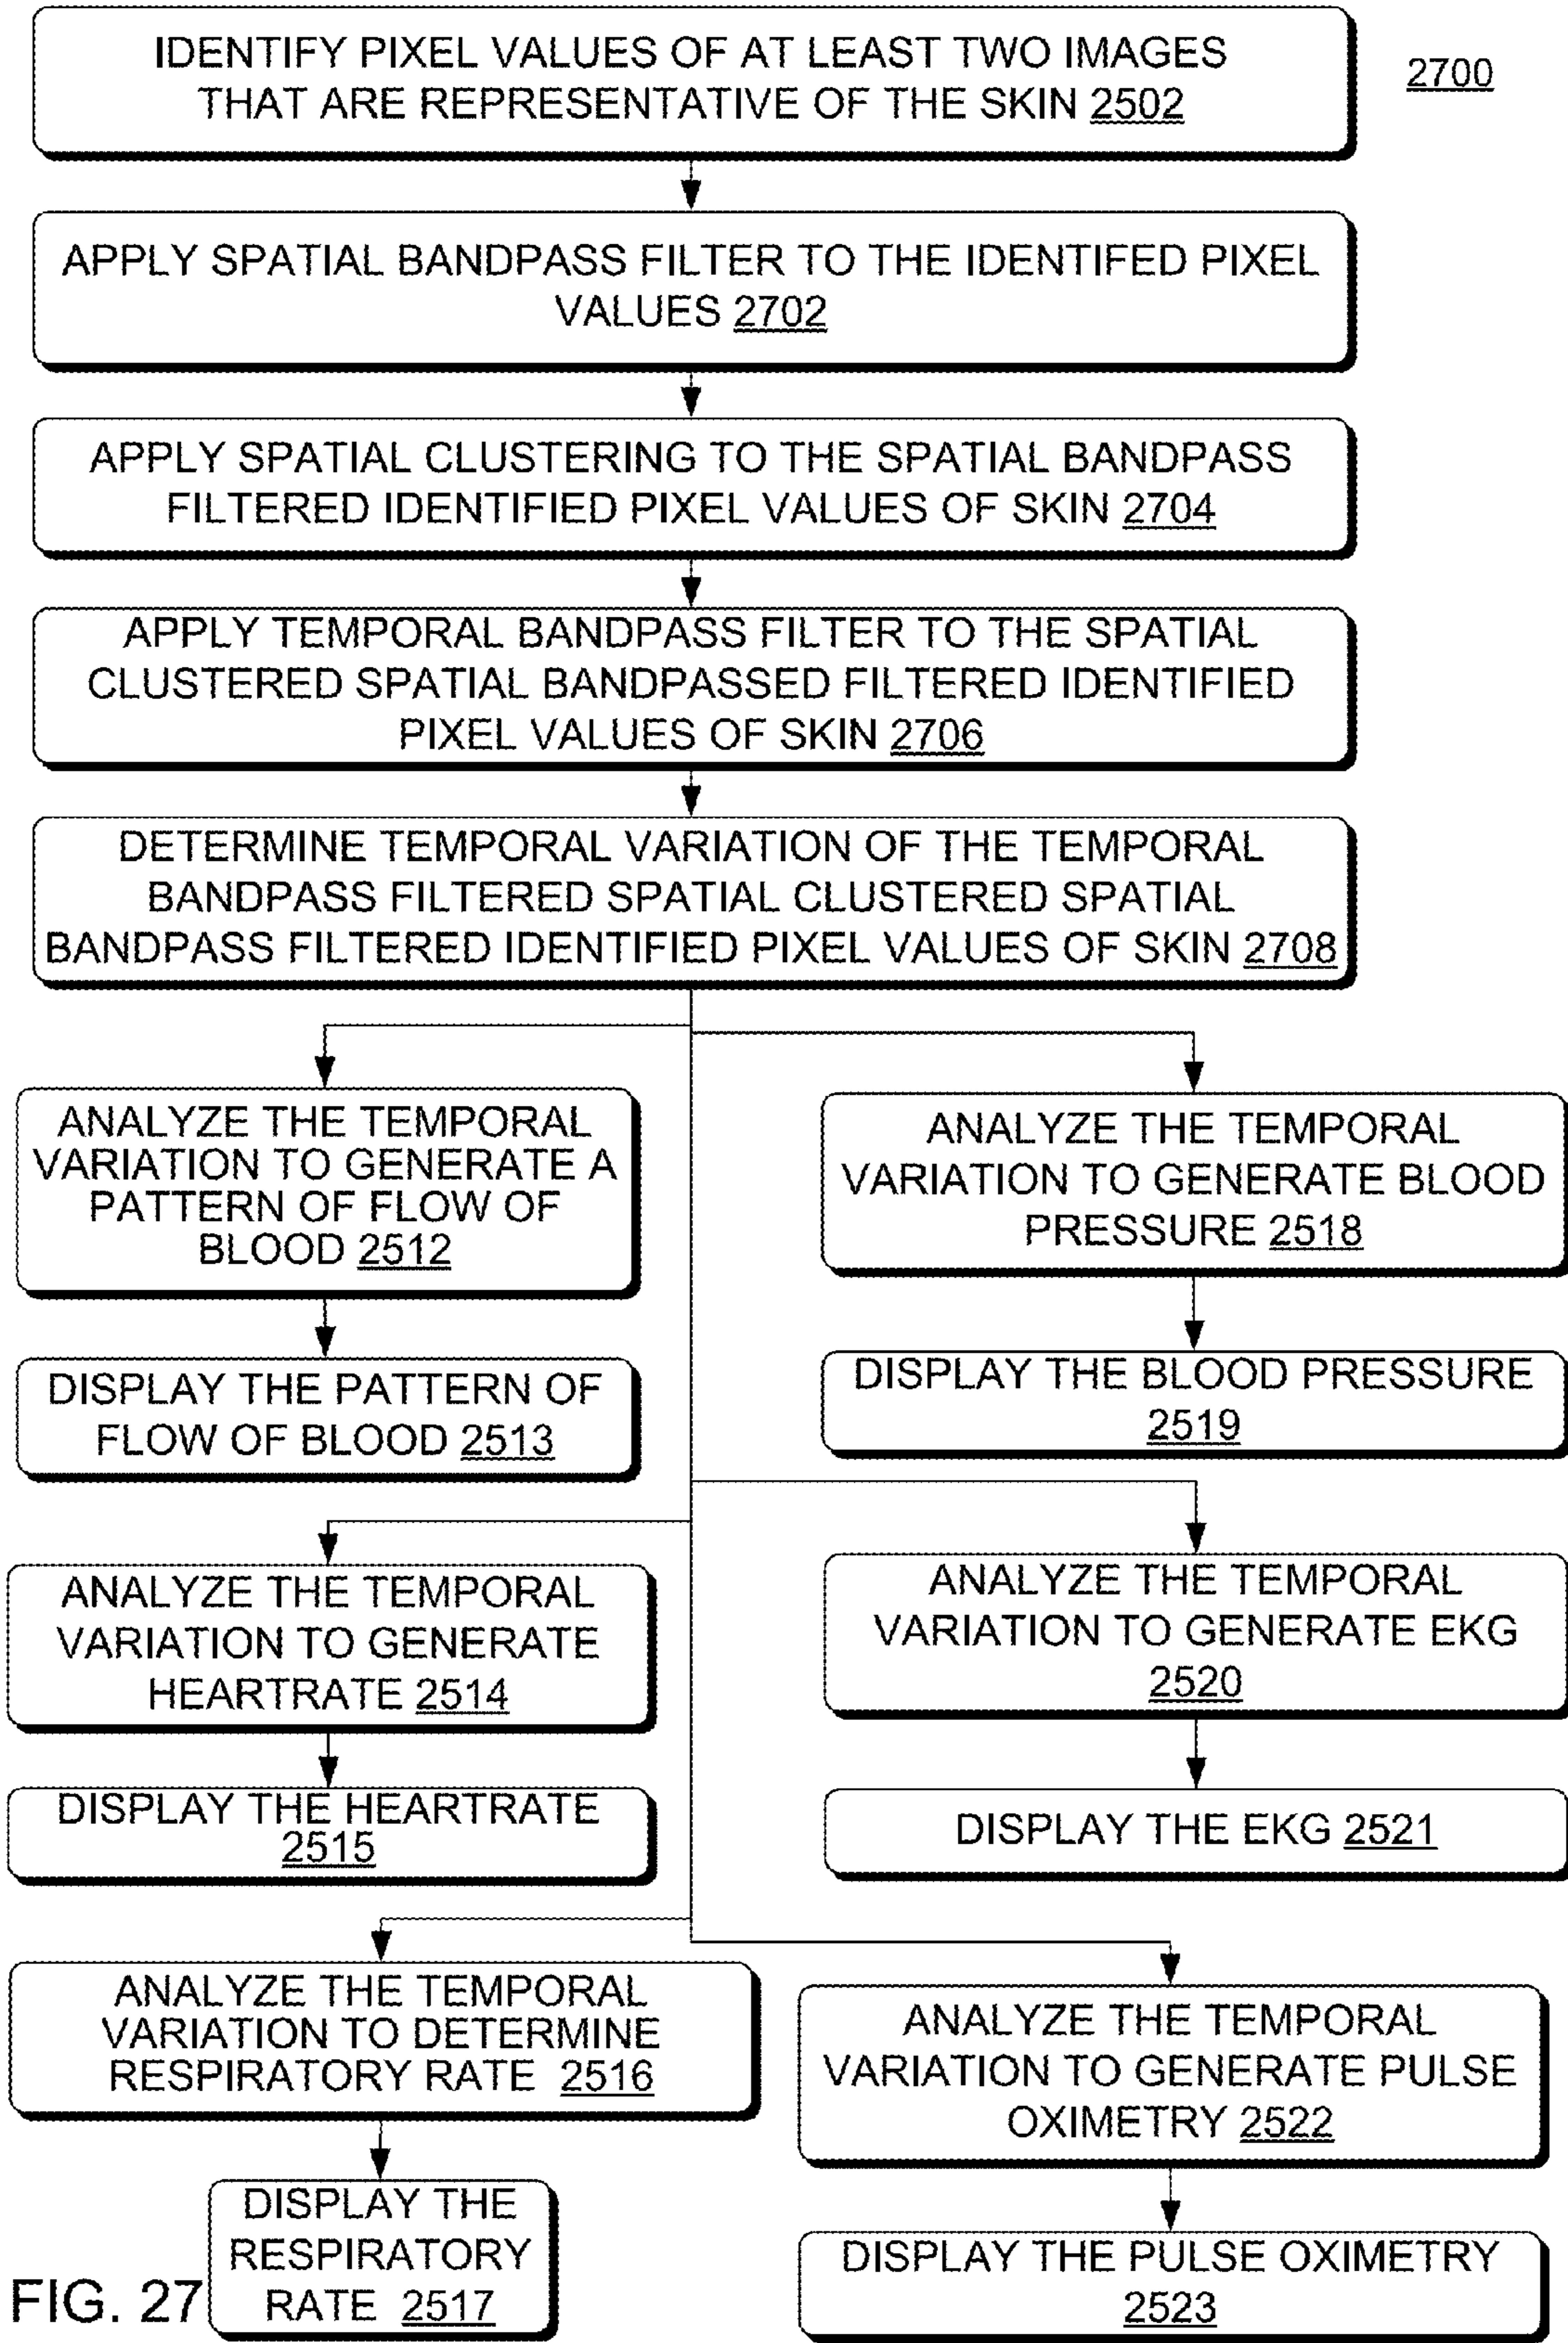 IDENTIFY PIXEL VALUES OF AT LEAST TWO IMAGES
THAT ARE REPRESENTATIVE OF THE SKIN 2502
2700
APPLY SPATIAL BANDPASS FILTER TO THE IDENTIFED PIXEL
VALUES 2702
APPLY SPATIAL CLUSTERING TO THE SPATIAL BANDPASS
FILTERED IDENTIFIED PIXEL VALUES OF SKIN 2704
APPLY TEMPORAL BANDPASS FILTER TO THE SPATIAL
CLUSTERED SPATIAL BANDPASSED FILTERED IDENTIFIED
PIXEL VALUES OF SKIN 2706
DETERMINE TEMPORAL VARIATION OF THE TEMPORAL
BANDPASS FILTERED SPATIAL CLUSTERED SPATIAL
BANDPASS FILTERED IDENTIFIED PIXEL VALUES OF SKIN 2708
ANALYZE THE TEMPORAL
VARIATION TO GENERATE A
PATTERN OF FLOW OF
BLOOD 2512
DISPLAY THE PATTERN OF
FLOW OF BLOOD 2513
ANALYZE THE TEMPORAL
VARIATION TO GENERATE BLOOD
PRESSURE 2518
DISPLAY THE BLOOD PRESSURE
2519
ANALYZE THE TEMPORAL
VARIATION TO GENERATE
HEARTRATE 2514
DISPLAY THE HEARTRATE
2515
ANALYZE THE TEMPORAL
VARIATION TO GENERATE EKG
2520
DISPLAY THE EKG 2521
ANALYZE THE TEMPORAL
VARIATION TO DETERMINE
RESPIRATORY RATE 2516
DISPLAY THE
RESPIRATORY
RATE 2517
ANALYZE THE TEMPORAL
VARIATION TO GENERATE PULSE
OXIMETRY 2522
DISPLAY THE PULSE OXIMETRY
2523
FIG. 27